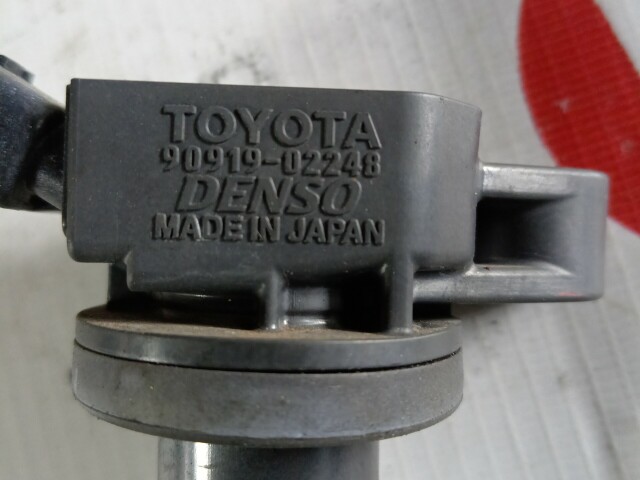 TOYOTA
90919-02248
DENSO
MADE IN JAPAN